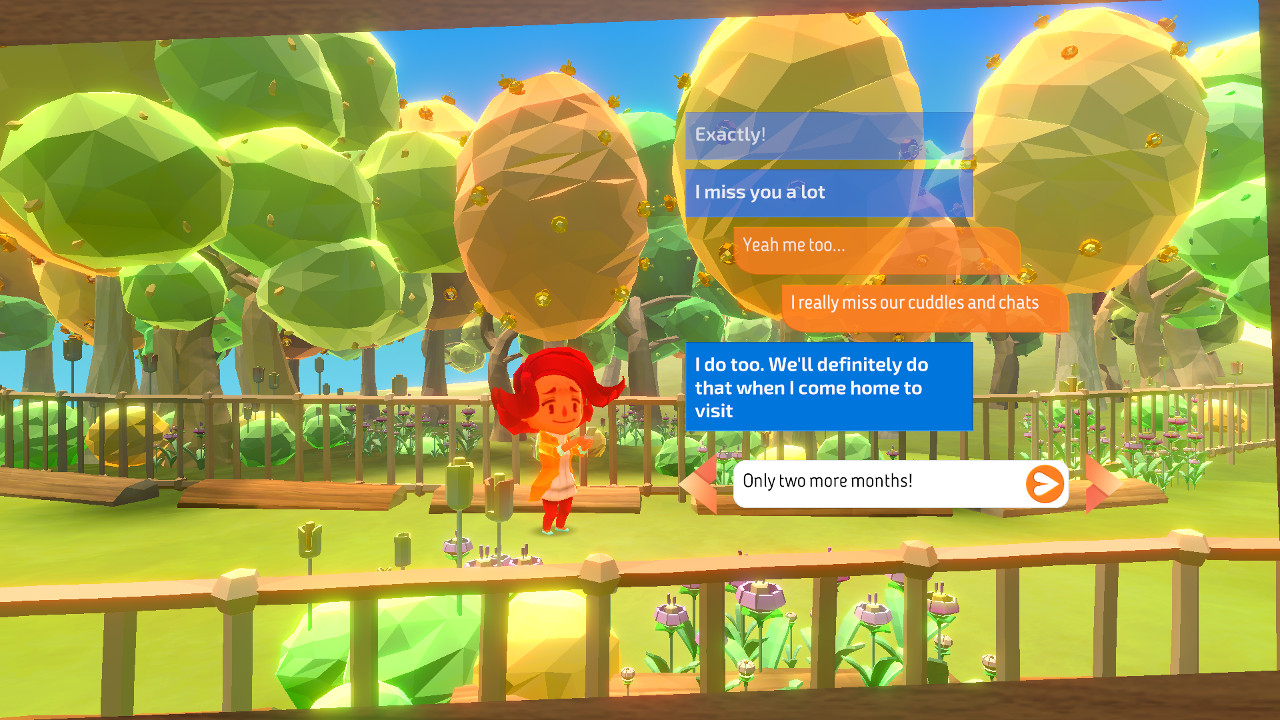 Exactly!
I miss you a lot
Yeah me too...
I really miss our cuddles and chats
I do too. We'll definitely do
that when I come home to
visit
Only two more months!